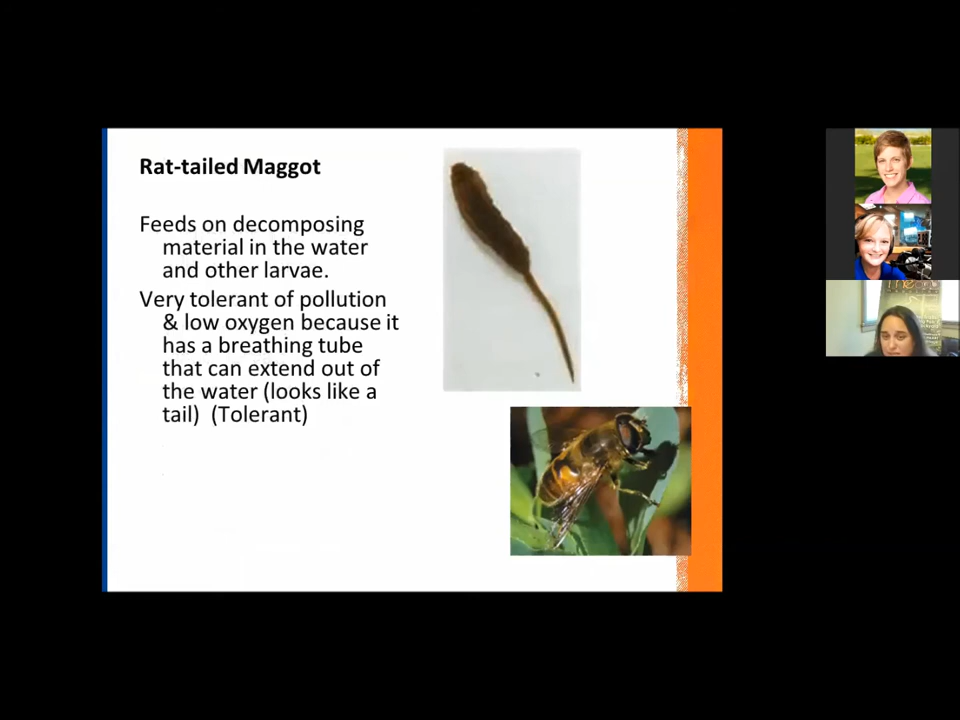 Rat-tailed Maggot
Feeds on decomposing
material in the water
and other larvae.
Very tolerant of pollution
& low oxygen because it
has a breathing tube
that can extend out of
the water (looks like a
tail)  (Tolerant)